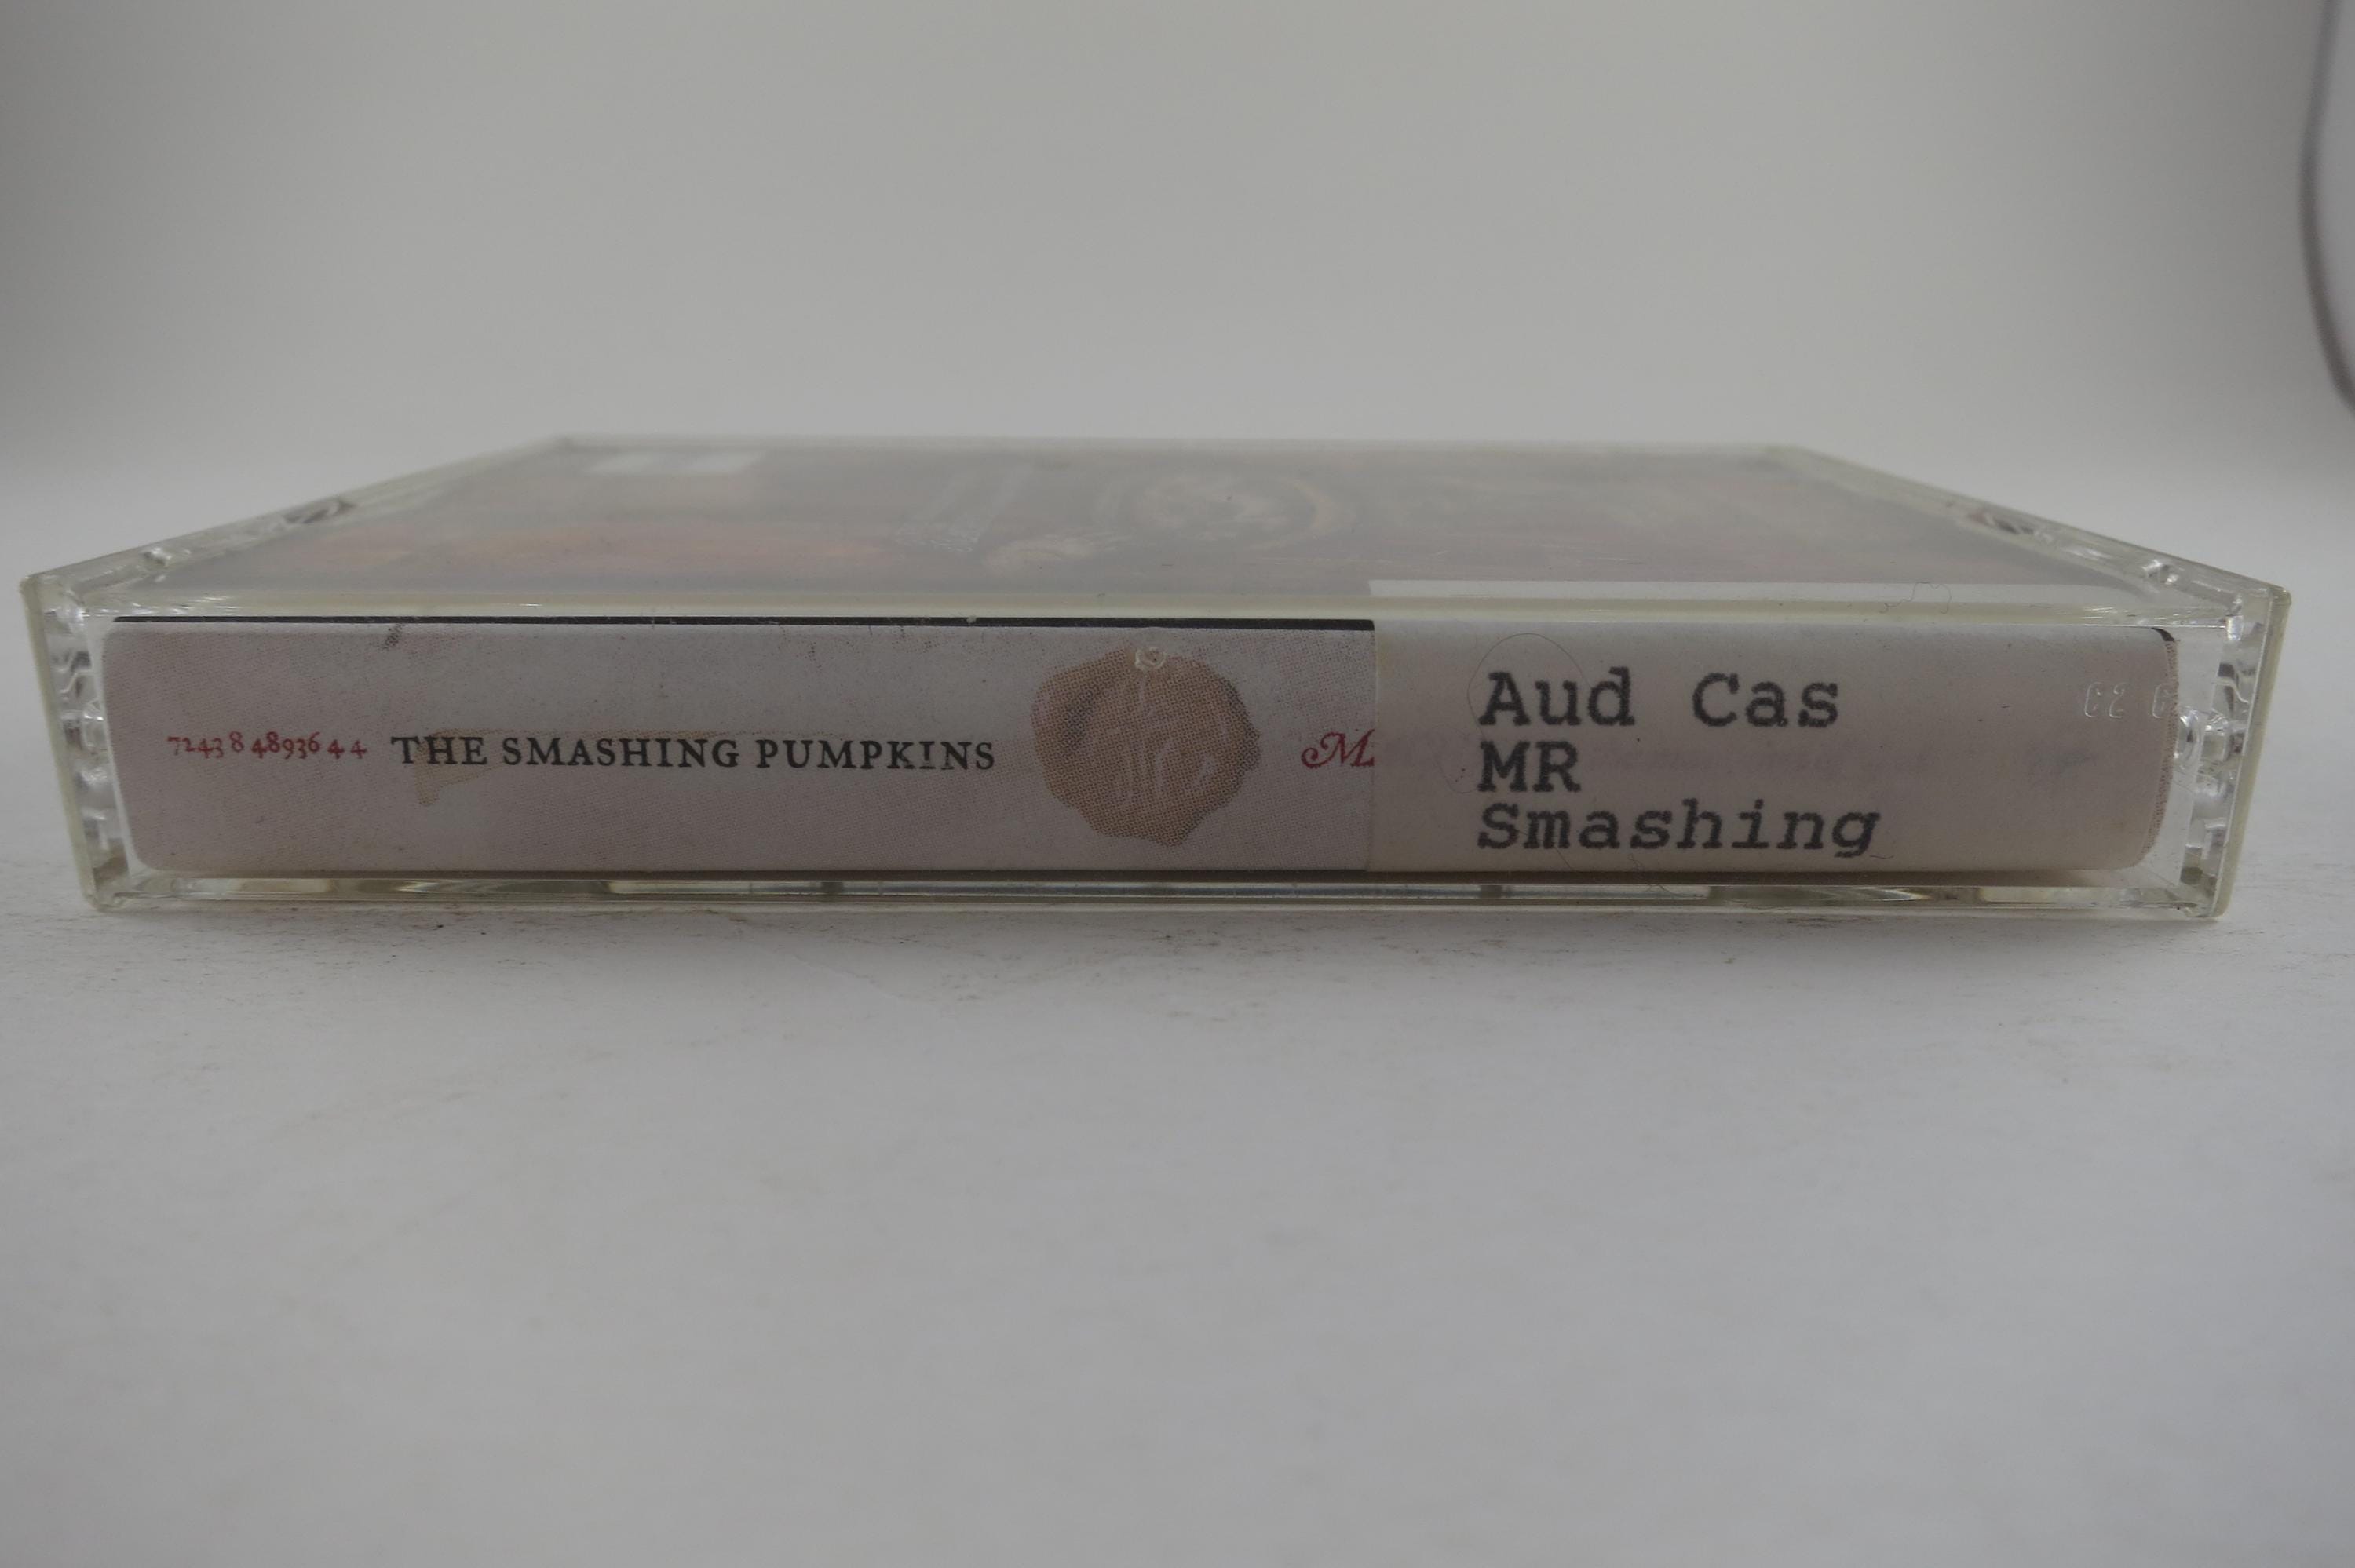 7243 8 48936 4 4 THE SMASHING PUMPKINS
Aud Cas
MR
Smashing